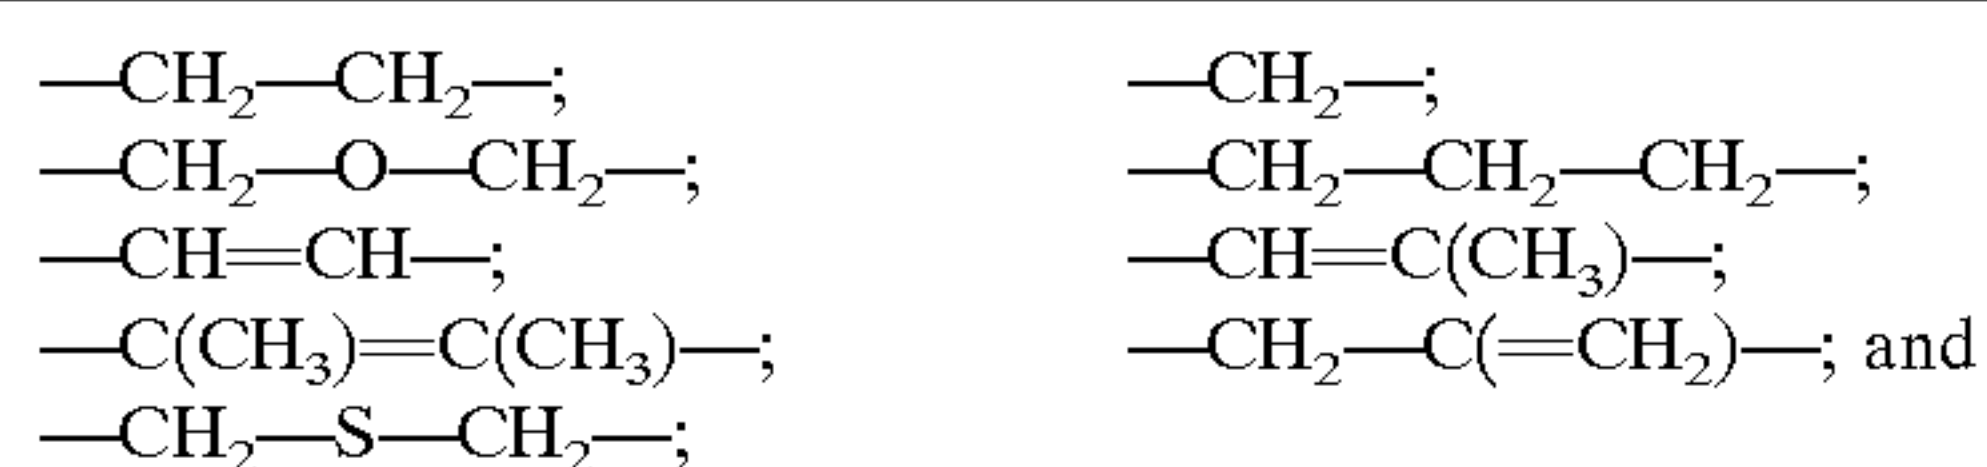 —CH₂—CH₂—; —CH₂—;
—CH₂—O—CH₂—; —CH₂—CH₂—CH₂—;
—CH=CH—; —CH=C(CH₃)—;
—C(CH₃)=C(CH₃)—; —CH₂—C(=CH₂)—; and
—CH₂—S—CH₂—;